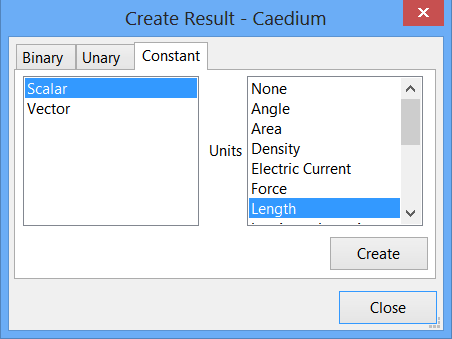 Create Result - Caedium
Binary
Unary
Constant
Scalar
Vector
Units
None
Angle
Area
Density
Electric Current
Force
Length
Create
Close